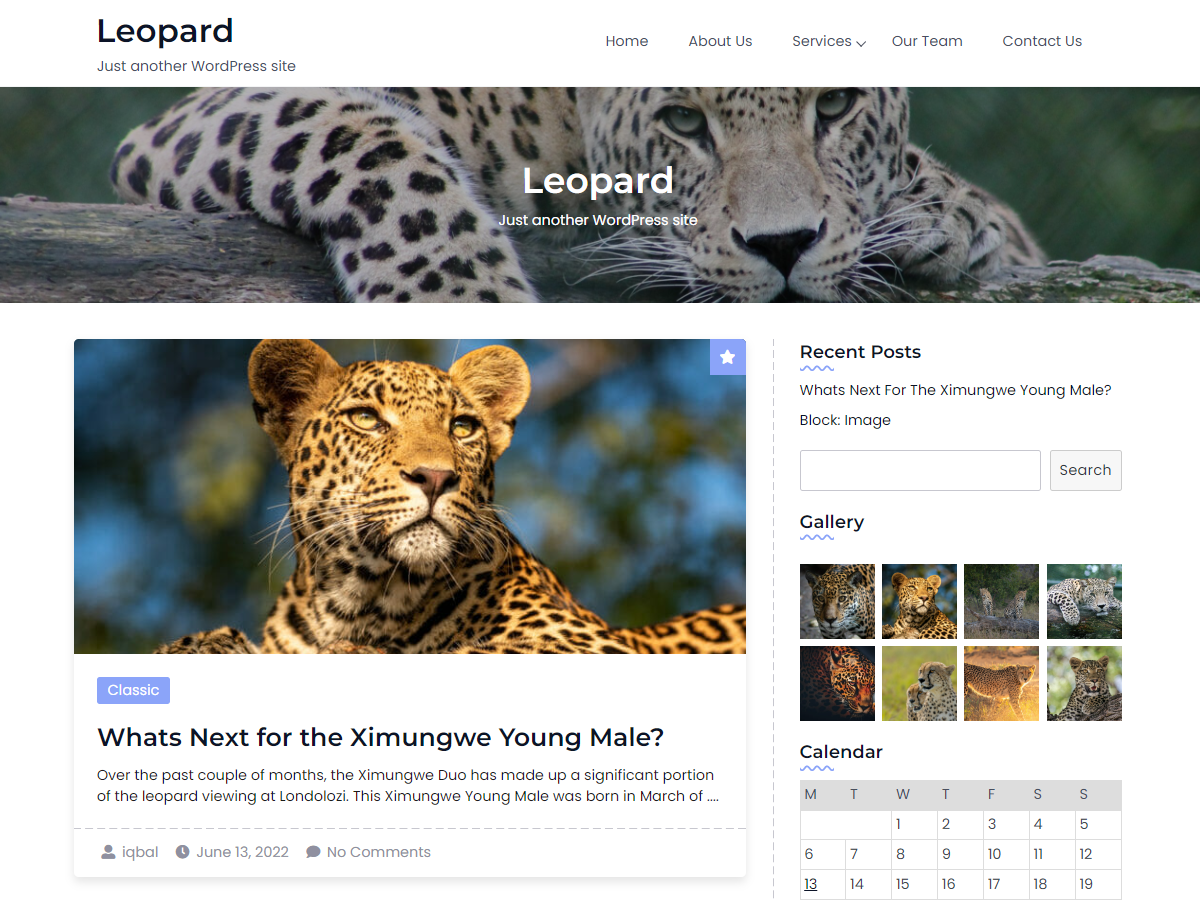 Leopard
Just another WordPress site
Home About Us Services Our Team Contact Us
Leopard
Just another WordPress site
Classic
Whats Next for the Ximungwe Young Male?
Over the past couple of months, the Ximungwe Duo has made up a significant portion
of the leopard viewing at Londolozi. This Ximungwe Young Male was born in March of ....
iqbal June 13, 2022 No Comments
Recent Posts
Whats Next For The Ximungwe Young Male?
Block: Image
Search
Gallery
Calendar
M T W T F S S
1 2 3 4 5
6 7 8 9 10 11 12
13 14 15 16 17 18 19